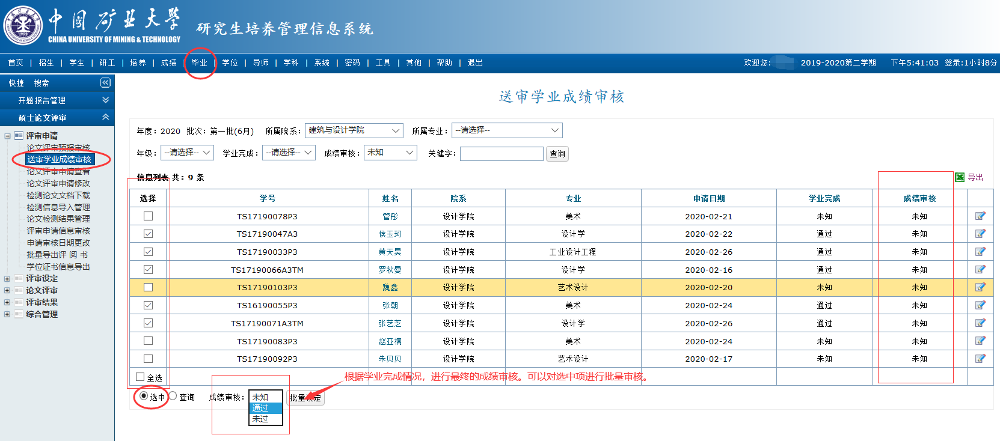 中国矿业大学
CHINA UNIVERSITY OF MINING & TECHNOLOGY
研究生培养管理信息系统
首页 | 招生 | 学生 | 研工 | 培养 | 成绩 | 毕业 | 学位 | 导师 | 学科 | 系统 | 密码 | 工具 | 其他 | 帮助 | 退出
欢迎您: 2019-2020第二学期 下午5:41:03 登录:1小时8分
快捷 搜索
开题报告管理
硕士论文评审
评审申请
论文评审预报审核
送审学业成绩审核
论文评审申请查看
论文评审申请修改
检测论文文档下载
检测信息导入管理
论文检测结果管理
评审申请信息审核
申请审核日期更改
批量导出评 阅 书
学位证书信息导出
评审设定
论文评审
评审结果
综合管理
送审学业成绩审核
年度：2020 批次：第一批(6月) 所属院系：建筑与设计学院 所属专业：--请选择--
年级：--请选择-- 学业完成：--请选择-- 成绩审核：未知 关键字： 查询
信息列表 共：9 条 导出
选择 学号 姓名 院系 专业 申请日期 学业完成 成绩审核
TS17190078P3 管彤 设计学院 美术 2020-02-21 未知 未知
TS17190047A3 侯玉珂 设计学院 设计学 2020-02-22 通过 未知
TS17190033P3 黄天昊 设计学院 工业设计工程 2020-02-26 通过 未知
TS17190066A3TM 罗秋曼 设计学院 设计学 2020-02-16 通过 未知
TS17190103P3 魏鑫 设计学院 艺术设计 2020-02-20 未知 未知
TS16190055P3 张朝 设计学院 美术 2020-02-24 通过 未知
TS17190071A3TM 张艺芝 设计学院 设计学 2020-02-26 通过 未知
TS17190083P3 赵亚楠 设计学院 美术 2020-02-24 未知 未知
TS17190092P3 朱贝贝 设计学院 艺术设计 2020-02-17 未知 未知
全选
根据学业完成情况，进行最终的成绩审核。可以对选中项进行批量审核。
选中 查询 成绩审核： 未知 批量设定
通过
未过